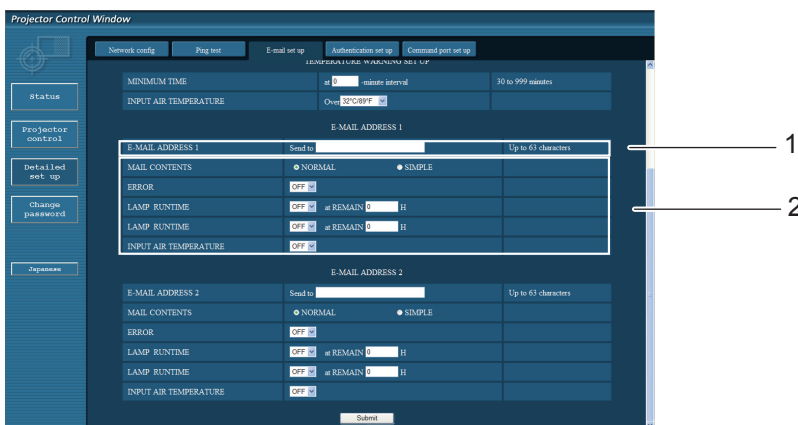 Projector Control Window
Network config Ping test E-mail set up Authentication set up Command port set up
TEMPERATURE WARNING SET UP
MINIMUM TIME at 0 -minute interval 30 to 999 minutes
INPUT AIR TEMPERATURE Over 32°C/89°F
Status
Projector control
Detailed set up
Change password
Japanese
E-MAIL ADDRESS 1
E-MAIL ADDRESS 1 Send to Up to 63 characters
MAIL CONTENTS NORMAL SIMPLE
ERROR OFF
LAMP RUNTIME OFF at REMAIN 0 H
LAMP RUNTIME OFF at REMAIN 0 H
INPUT AIR TEMPERATURE OFF
1
2
E-MAIL ADDRESS 2
E-MAIL ADDRESS 2 Send to Up to 63 characters
MAIL CONTENTS NORMAL SIMPLE
ERROR OFF
LAMP RUNTIME OFF at REMAIN 0 H
LAMP RUNTIME OFF at REMAIN 0 H
INPUT AIR TEMPERATURE OFF
Submit